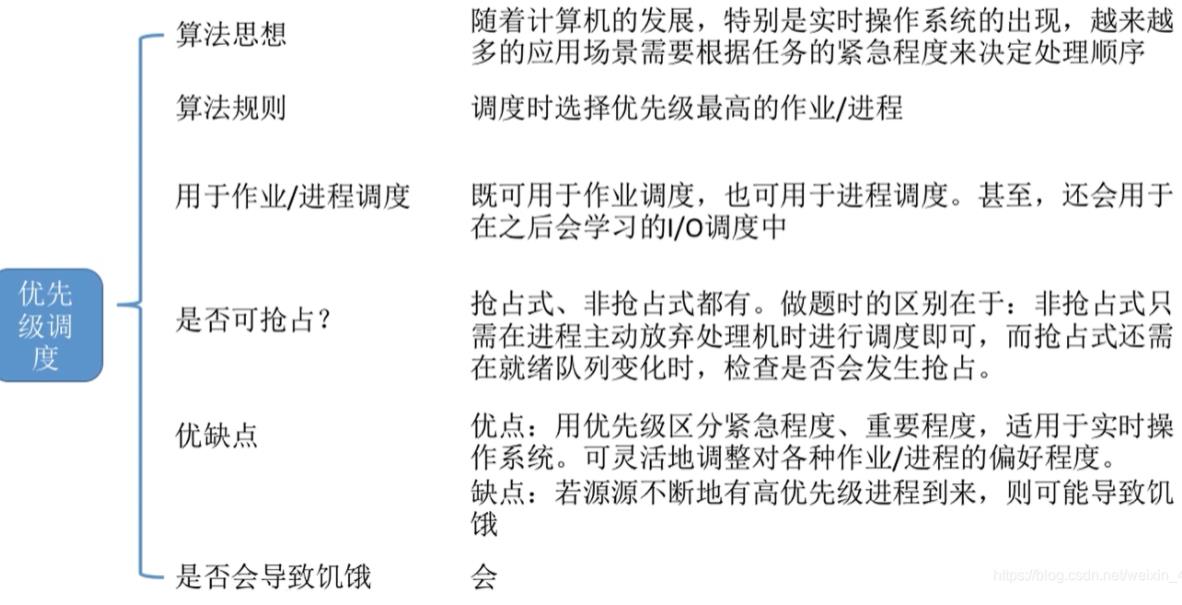 算法思想
随着计算机的发展，特别是实时操作系统的出现，越来越
多的应用场景需要根据任务的紧急程度来决定处理顺序
算法规则
调度时选择优先级最高的作业/进程
用于作业/进程调度
既可用于作业调度，也可用于进程调度。甚至，还会用于
在之后会学习的I/O调度中
优先
级调
度
是否可抢占？
抢占式、非抢占式都有。做题时的区别在于：非抢占式只
需在进程主动放弃处理机时进行调度即可，而抢占式还需
在就绪队列变化时，检查是否会发生抢占。
优缺点
优点：用优先级区分紧急程度、重要程度，适用于实时操
作系统。可灵活地调整对各种作业/进程的偏好程度。
缺点：若源源不断地有高优先级进程到来，则可能导致饥
饿
是否会导致饥饿
会
https://blog.csdn.net/weixin_4